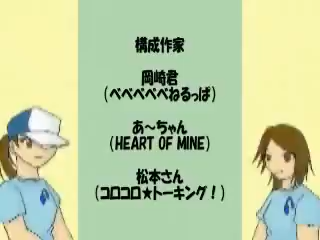 構成作家
岡崎君
(ぺぺぺぺぺねるっぱ)
あ~ちゃん
(HEART OF MINE)
松本さん
(コロコロ★トーキング!)